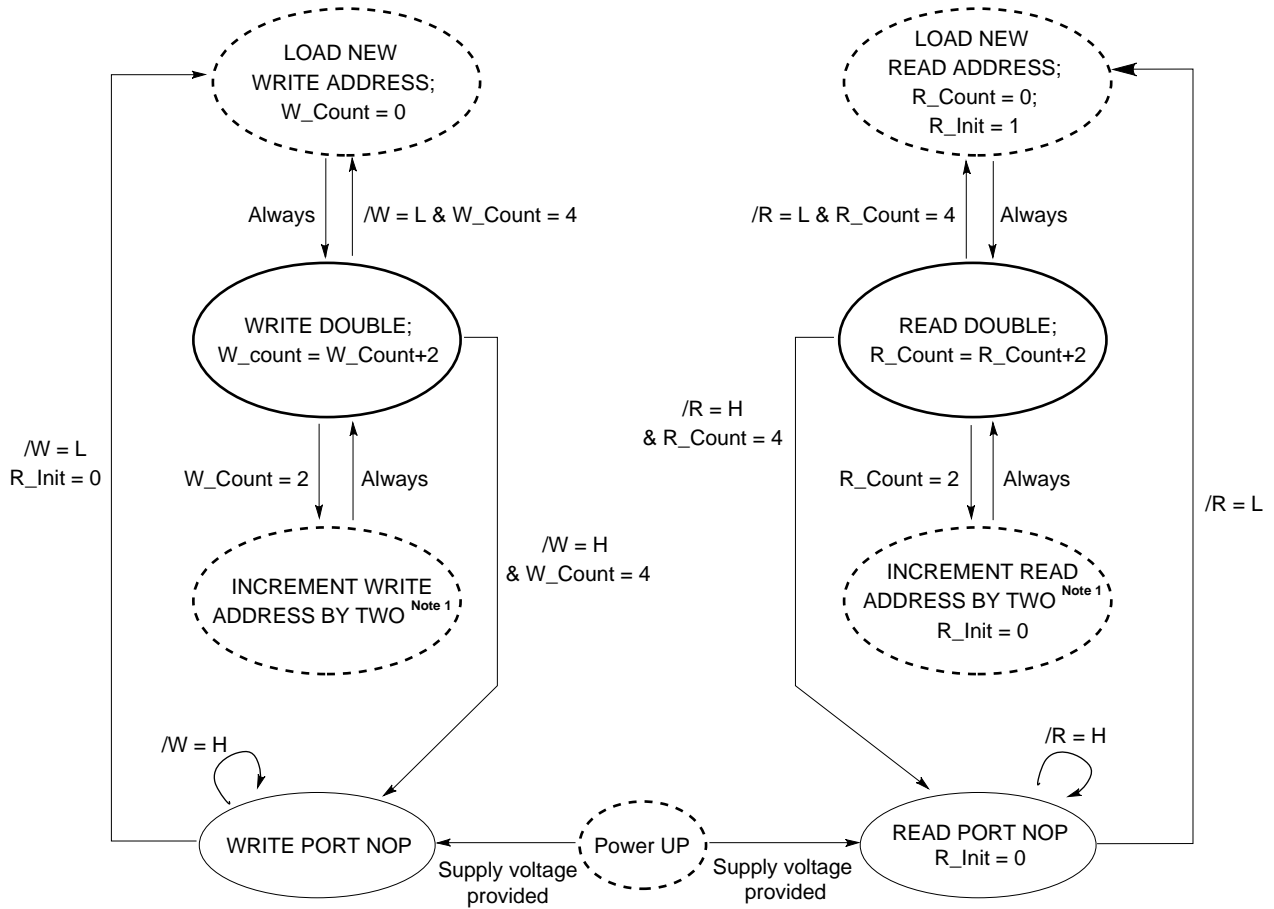 LOAD NEW
WRITE ADDRESS;
W_Count = 0
LOAD NEW
READ ADDRESS;
R_Count = 0;
R_Init = 1
Always
/W = L & W_Count = 4
/R = L & R_Count = 4
Always
WRITE DOUBLE;
W_count = W_Count+2
READ DOUBLE;
R_Count = R_Count+2
/W = L
R_Init = 0
W_Count = 2
Always
/W = H
& W_Count = 4
/R = H
& R_Count = 4
R_Count = 2
Always
/R = L
INCREMENT WRITE
ADDRESS BY TWO Note 1
INCREMENT READ
ADDRESS BY TWO Note 1
R_Init = 0
/W = H
/R = H
WRITE PORT NOP
Power UP
READ PORT NOP
R_Init = 0
Supply voltage
provided
Supply voltage
provided